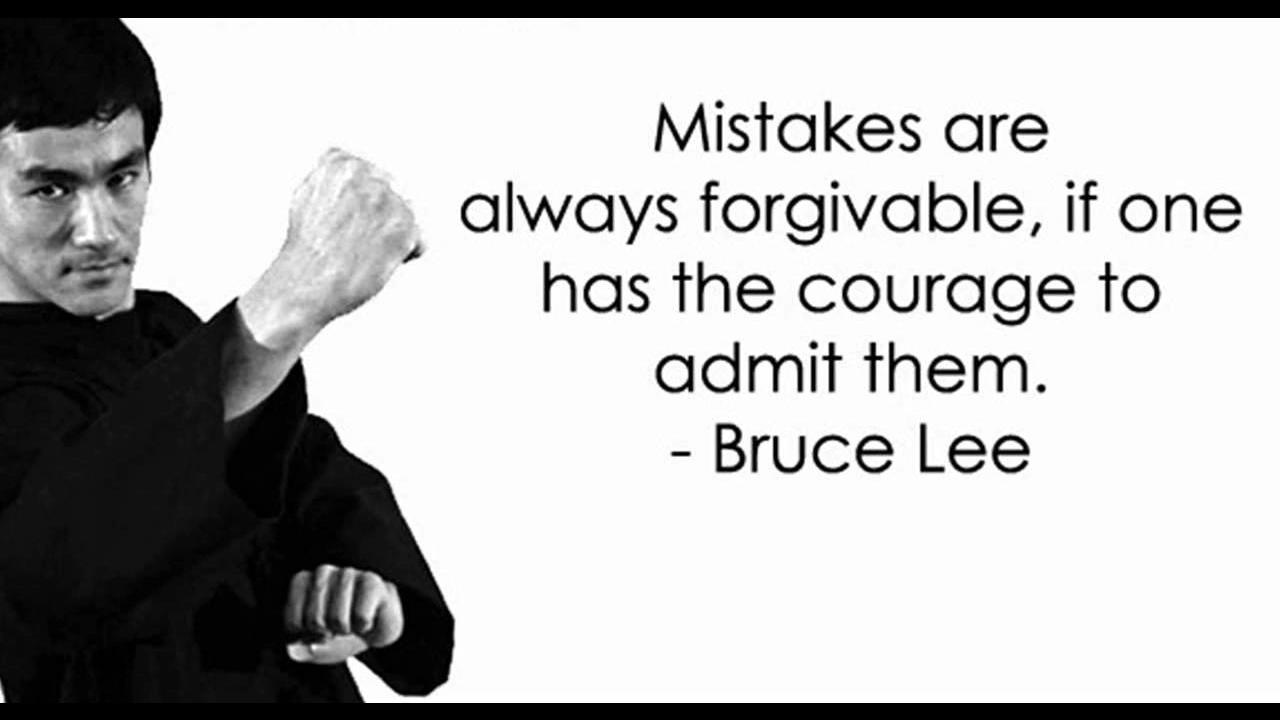 Mistakes are
always forgivable, if one
has the courage to
admit them.
- Bruce Lee